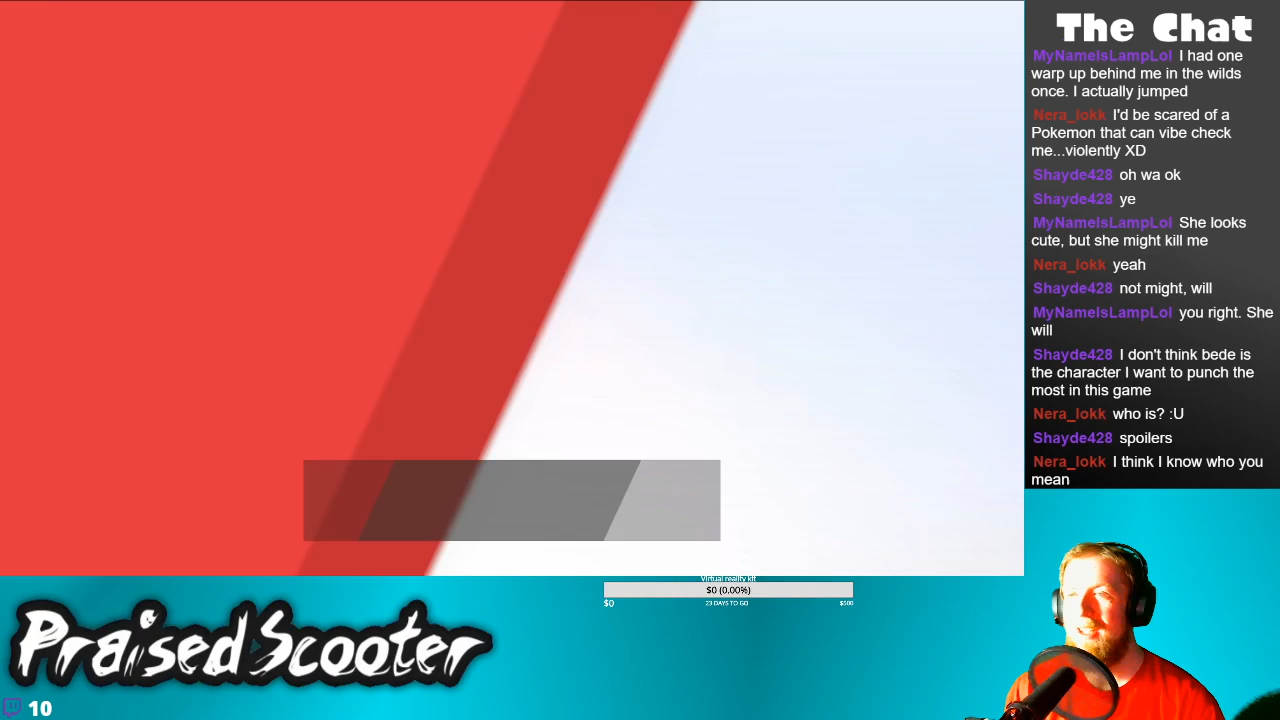 The Chat
MyNameIsLampLol I had one
warp up behind me in the wilds
once. I actually jumped
Nera_lokk I'd be scared of a
Pokemon that can vibe check
me...violently XD
Shayde428 oh wa ok
Shayde428 ye
MyNameIsLampLol She looks
cute, but she might kill me
Nera_lokk yeah
Shayde428 not might, will
MyNameIsLampLol you right. She
will
Shayde428 I don't think bede is
the character I want to punch the
most in this game
Nera_lokk who is? :U
Shayde428 spoilers
Nera_lokk I think I know who you
mean
Virtual reality kit
$0 (0.00%)
$0 23 DAYS TO GO $500
Praised Scooter
10